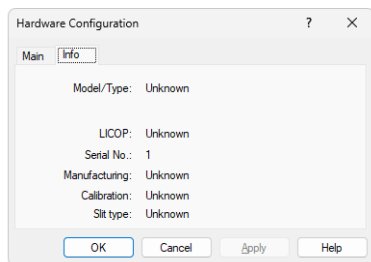 Hardware Configuration ? ×
Main Info
Model/Type: Unknown
LICOP: Unknown
Serial No.: 1
Manufacturing: Unknown
Calibration: Unknown
Slit type: Unknown
OK Cancel Apply Help